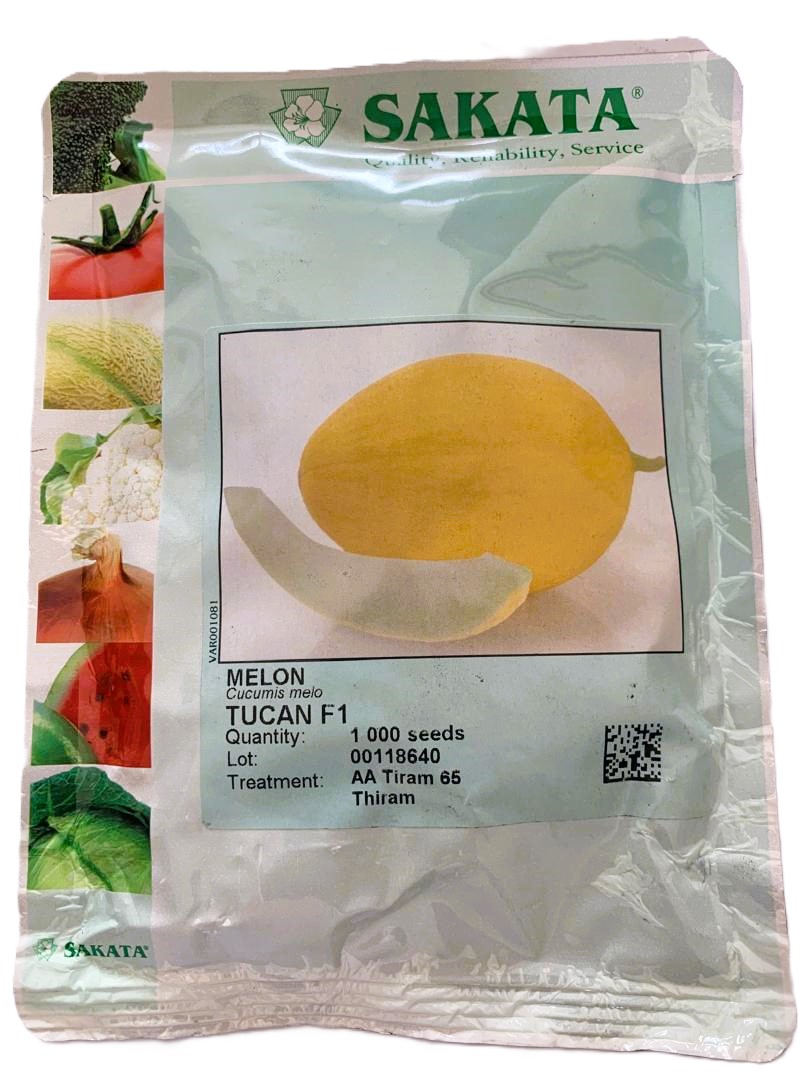 SAKATA®
Quality, Reliability, Service
VAR001081
MELON
Cucumis melo
TUCAN F1
Quantity: 1 000 seeds
Lot: 00118640
Treatment: AA Tiram 65
Thiram
SAKATA®